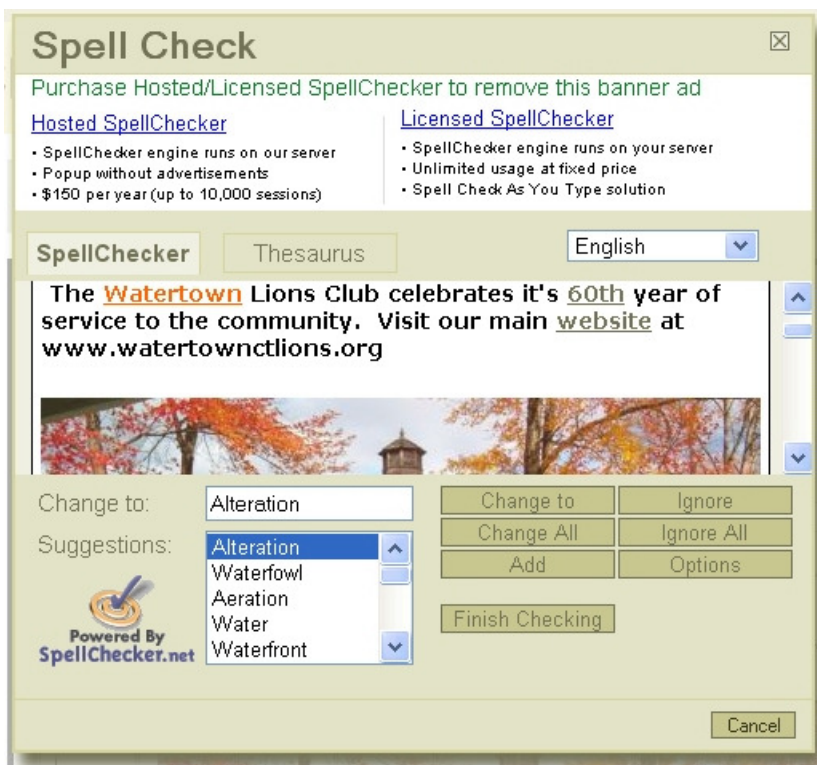 Spell Check
Purchase Hosted/Licensed SpellChecker to remove this banner ad
Hosted SpellChecker
• SpellChecker engine runs on our server
• Popup without advertisements
• $150 per year (up to 10,000 sessions)
Licensed SpellChecker
• SpellChecker engine runs on your server
• Unlimited usage at fixed price
• Spell Check As You Type solution
SpellChecker
Thesaurus
English
The Watertown Lions Club celebrates it's 60th year of
service to the community.  Visit our main website at
www.watertownctlions.org
Change to:
Alteration
Suggestions:
Alteration
Waterfowl
Aeration
Water
Waterfront
Change to
Ignore
Change All
Ignore All
Add
Options
Finish Checking
Powered By
SpellChecker.net
Cancel